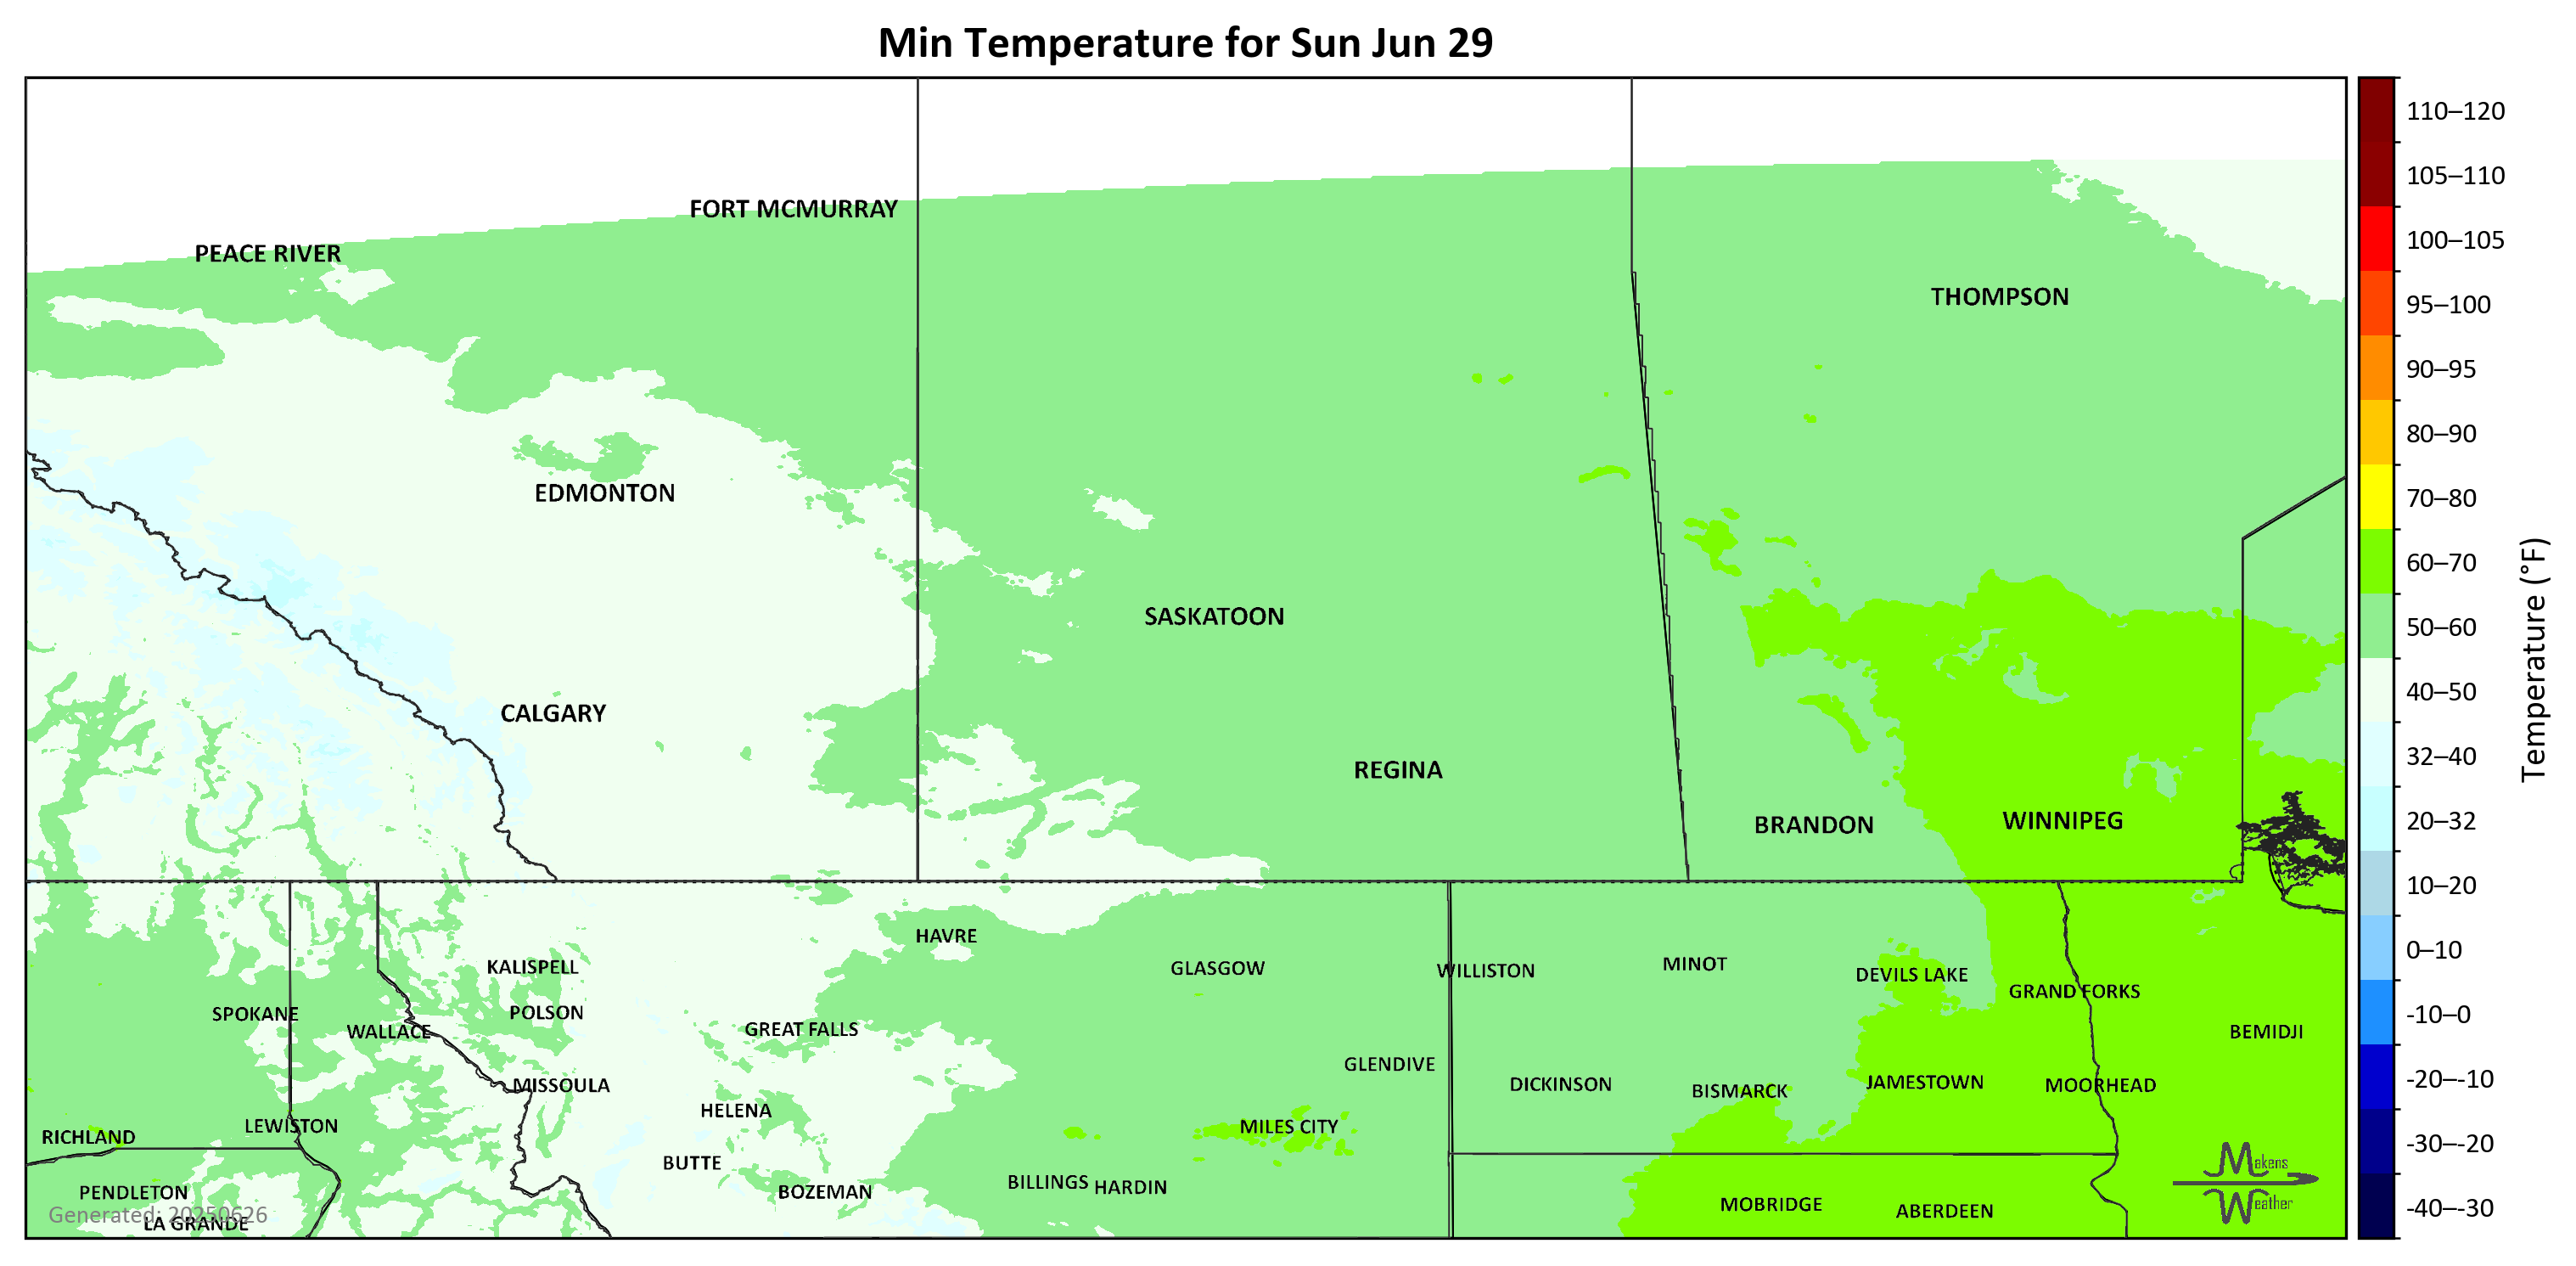 Min Temperature for Sun Jun 29
110–120
105–110
100–105
95–100
90–95
80–90
70–80
60–70
50–60
40–50
32–40
20–32
10–20
0–10
-10–0
-20–-10
-30–-20
-40–-30
Temperature (°F)
FORT MCMURRAY
PEACE RIVER
THOMPSON
EDMONTON
SASKATOON
CALGARY
REGINA
BRANDON
WINNIPEG
HAVRE
KALISPELL
GLASGOW
WILLISTON
MINOT
DEVILS LAKE
GRAND FORKS
SPOKANE
POLSON
WALLACE
GREAT FALLS
BEMIDJI
GLENDIVE
MISSOULA
DICKINSON
BISMARCK
JAMESTOWN
MOORHEAD
HELENA
MILES CITY
LEWISTON
RICHLAND
BUTTE
BILLINGS
HARDIN
PENDLETON
BOZEMAN
MOBRIDGE
ABERDEEN
Generated: 20250626
LA GRANDE
Makens
Weather